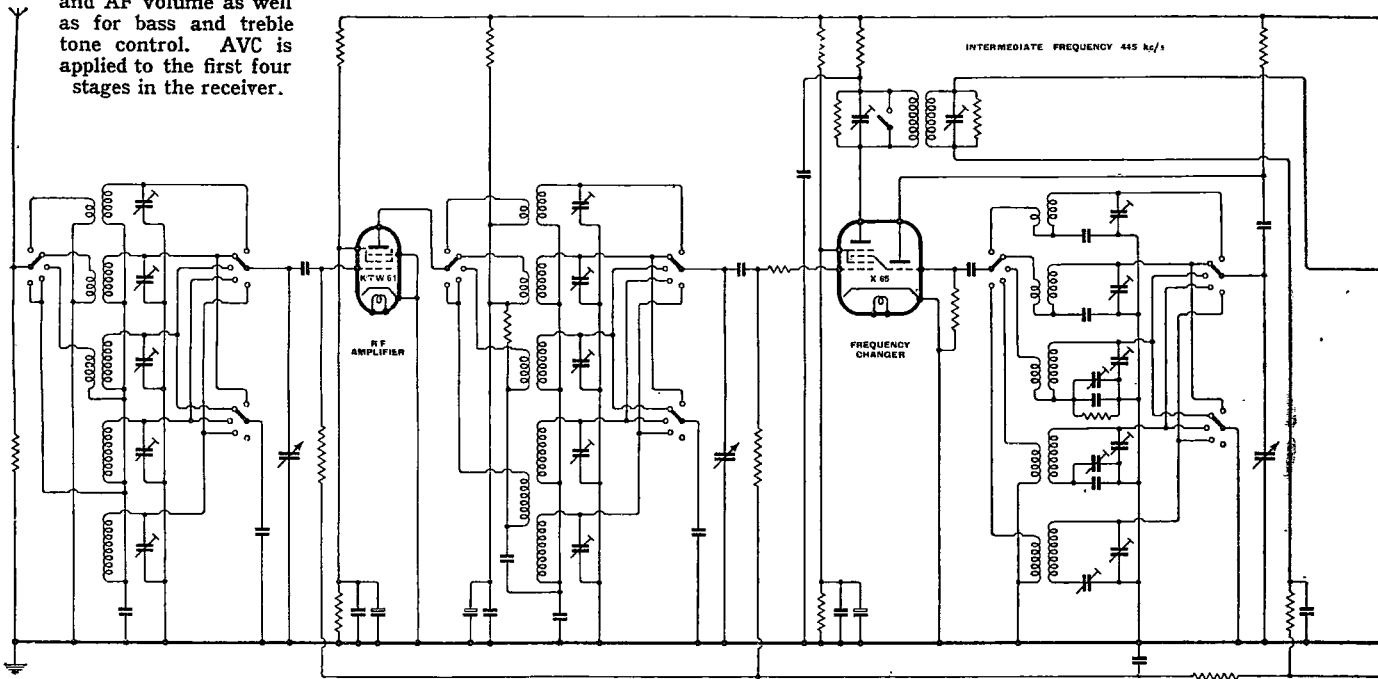 and AF volume as well
as for bass and treble
tone control. AVC is
applied to the first four
stages in the receiver.
INTERMEDIATE FREQUENCY 445 kc/s
KTW 61
RF
AMPLIFIER
X 65
FREQUENCY
CHANGER